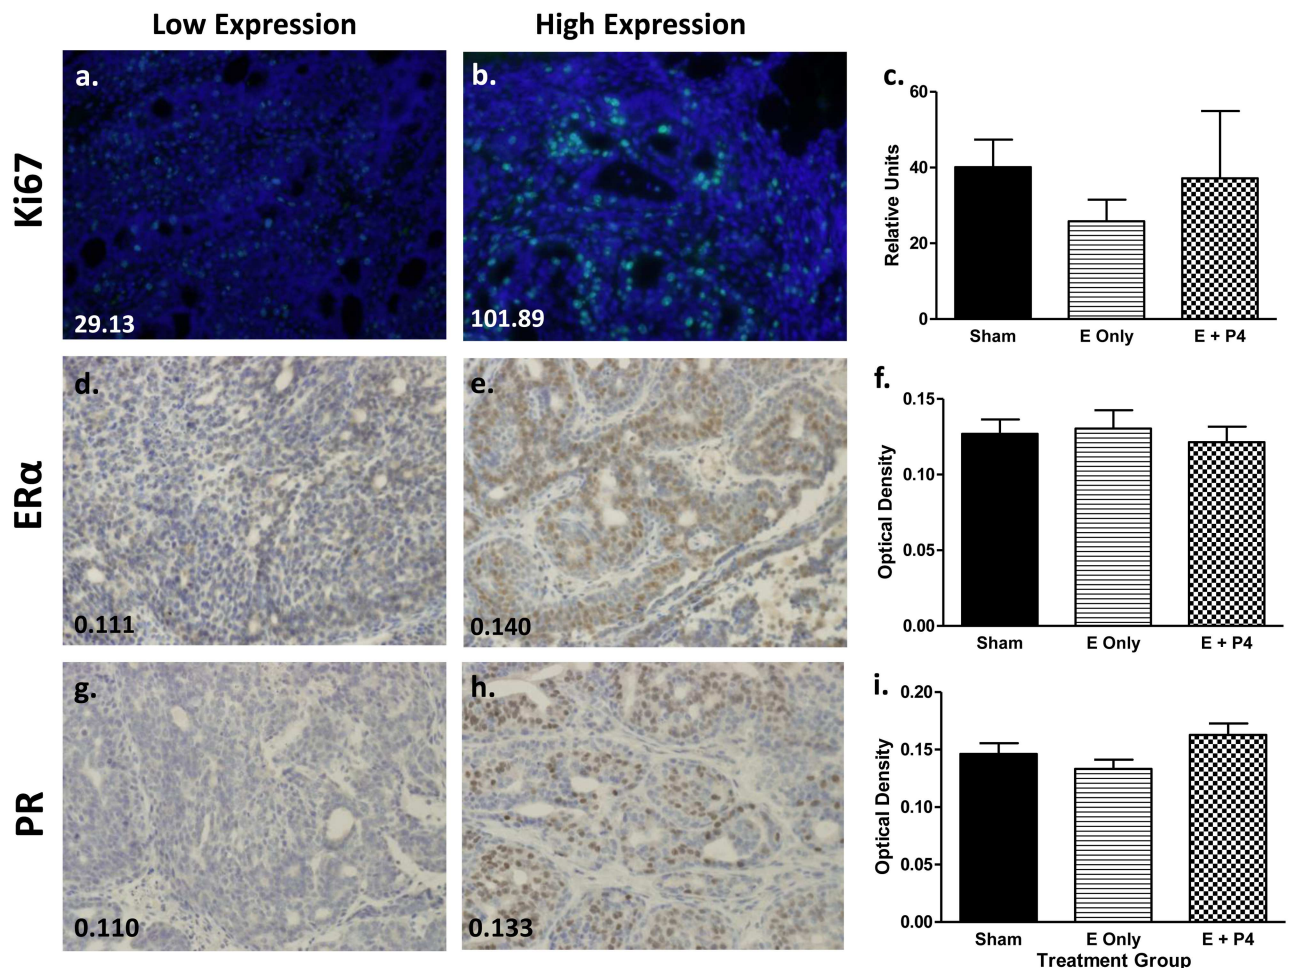 Low Expression
High Expression
Ki67
a.
29.13
b.
101.89
c.
Relative Units
60
40
20
0
Sham
E Only
E + P4
ERα
d.
0.111
e.
0.140
f.
Optical Density
0.15
0.10
0.05
0.00
Sham
E Only
E + P4
PR
g.
0.110
h.
0.133
i.
Optical Density
0.20
0.15
0.10
0.05
0.00
Sham
E Only
E + P4
Treatment Group